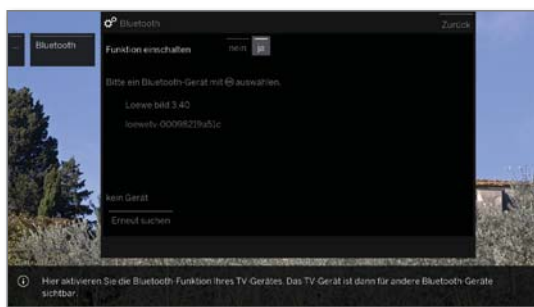 Bluetooth
Zurück
... Bluetooth
Funktion einschalten nein ja
Bitte ein Bluetooth-Gerät mit OK auswählen.
Loewe bild 3.40
loewetv-00098219a51c
kein Gerät
Erneut suchen
Hier aktivieren Sie die Bluetooth-Funktion Ihres TV-Gerätes. Das TV-Gerät ist dann für andere Bluetooth-Geräte
sichtbar.